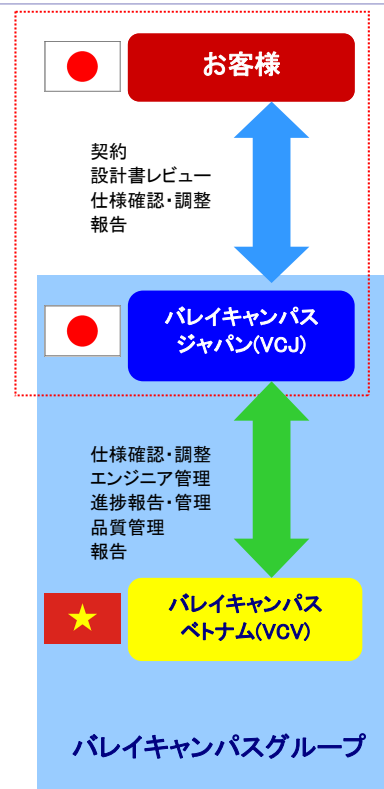 お客様
契約
設計書レビュー
仕様確認・調整
報告
バレイキャンパス
ジャパン(VCJ)
仕様確認・調整
エンジニア管理
進捗報告・管理
品質管理
報告
バレイキャンパス
ベトナム(VCV)
バレイキャンパスグループ